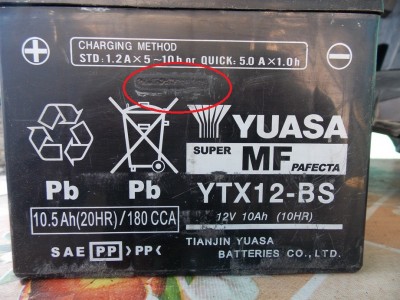 CHARGING METHOD
STD: 1.2A×5~10h or QUICK: 5.0A×1.0h
YUASA
SUPER MF PAFECTA
Pb Pb YTX12-BS
10.5Ah(20HR)/180 CCA
12V 10Ah (10HR)
SAE PP >PP<
TIANJIN YUASA
BATTERIES CO., LTD.